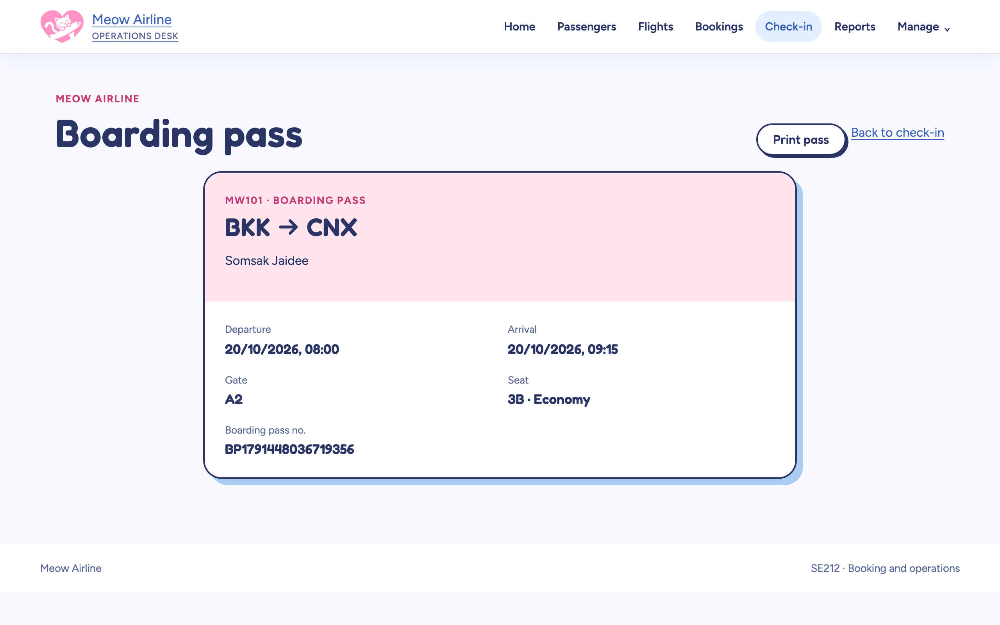 Meow Airline
OPERATIONS DESK
Home Passengers Flights Bookings Check-in Reports Manage
MEOW AIRLINE
Boarding pass
Print pass Back to check-in
MW101 · BOARDING PASS
BKK → CNX
Somsak Jaidee
Departure Arrival
20/10/2026, 08:00 20/10/2026, 09:15
Gate Seat
A2 3B · Economy
Boarding pass no.
BP1791448036719356
Meow Airline SE212 · Booking and operations